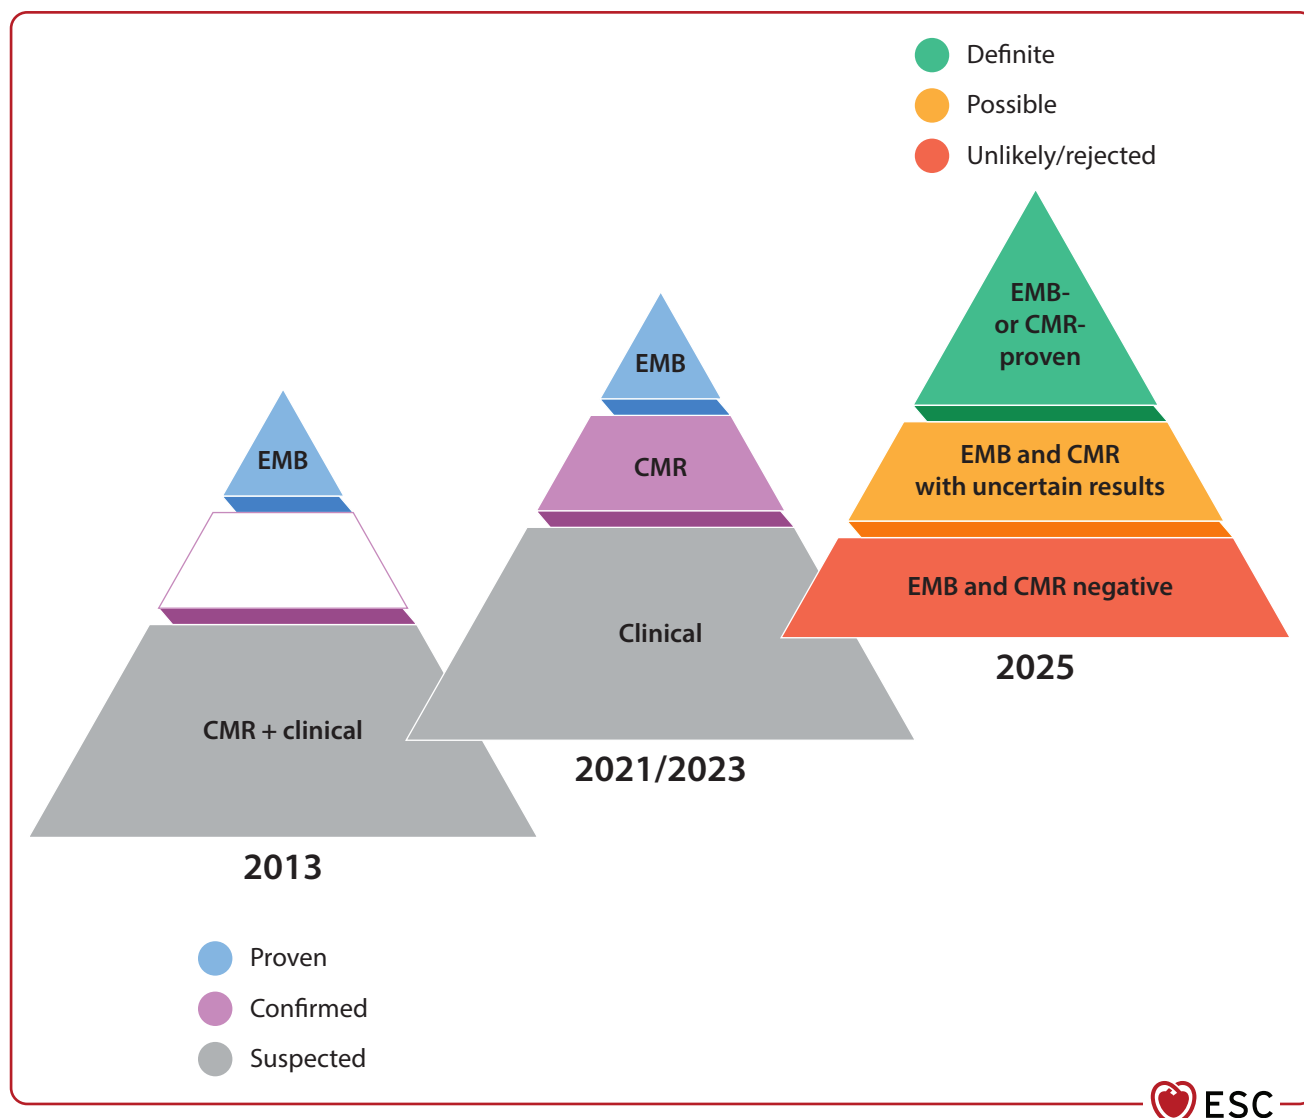 Definite
Possible
Unlikely/rejected
EMB-
or CMR-
proven
EMB and CMR
with uncertain results
EMB and CMR negative
2025
EMB
CMR
Clinical
2021/2023
EMB
CMR + clinical
2013
Proven
Confirmed
Suspected
ESC